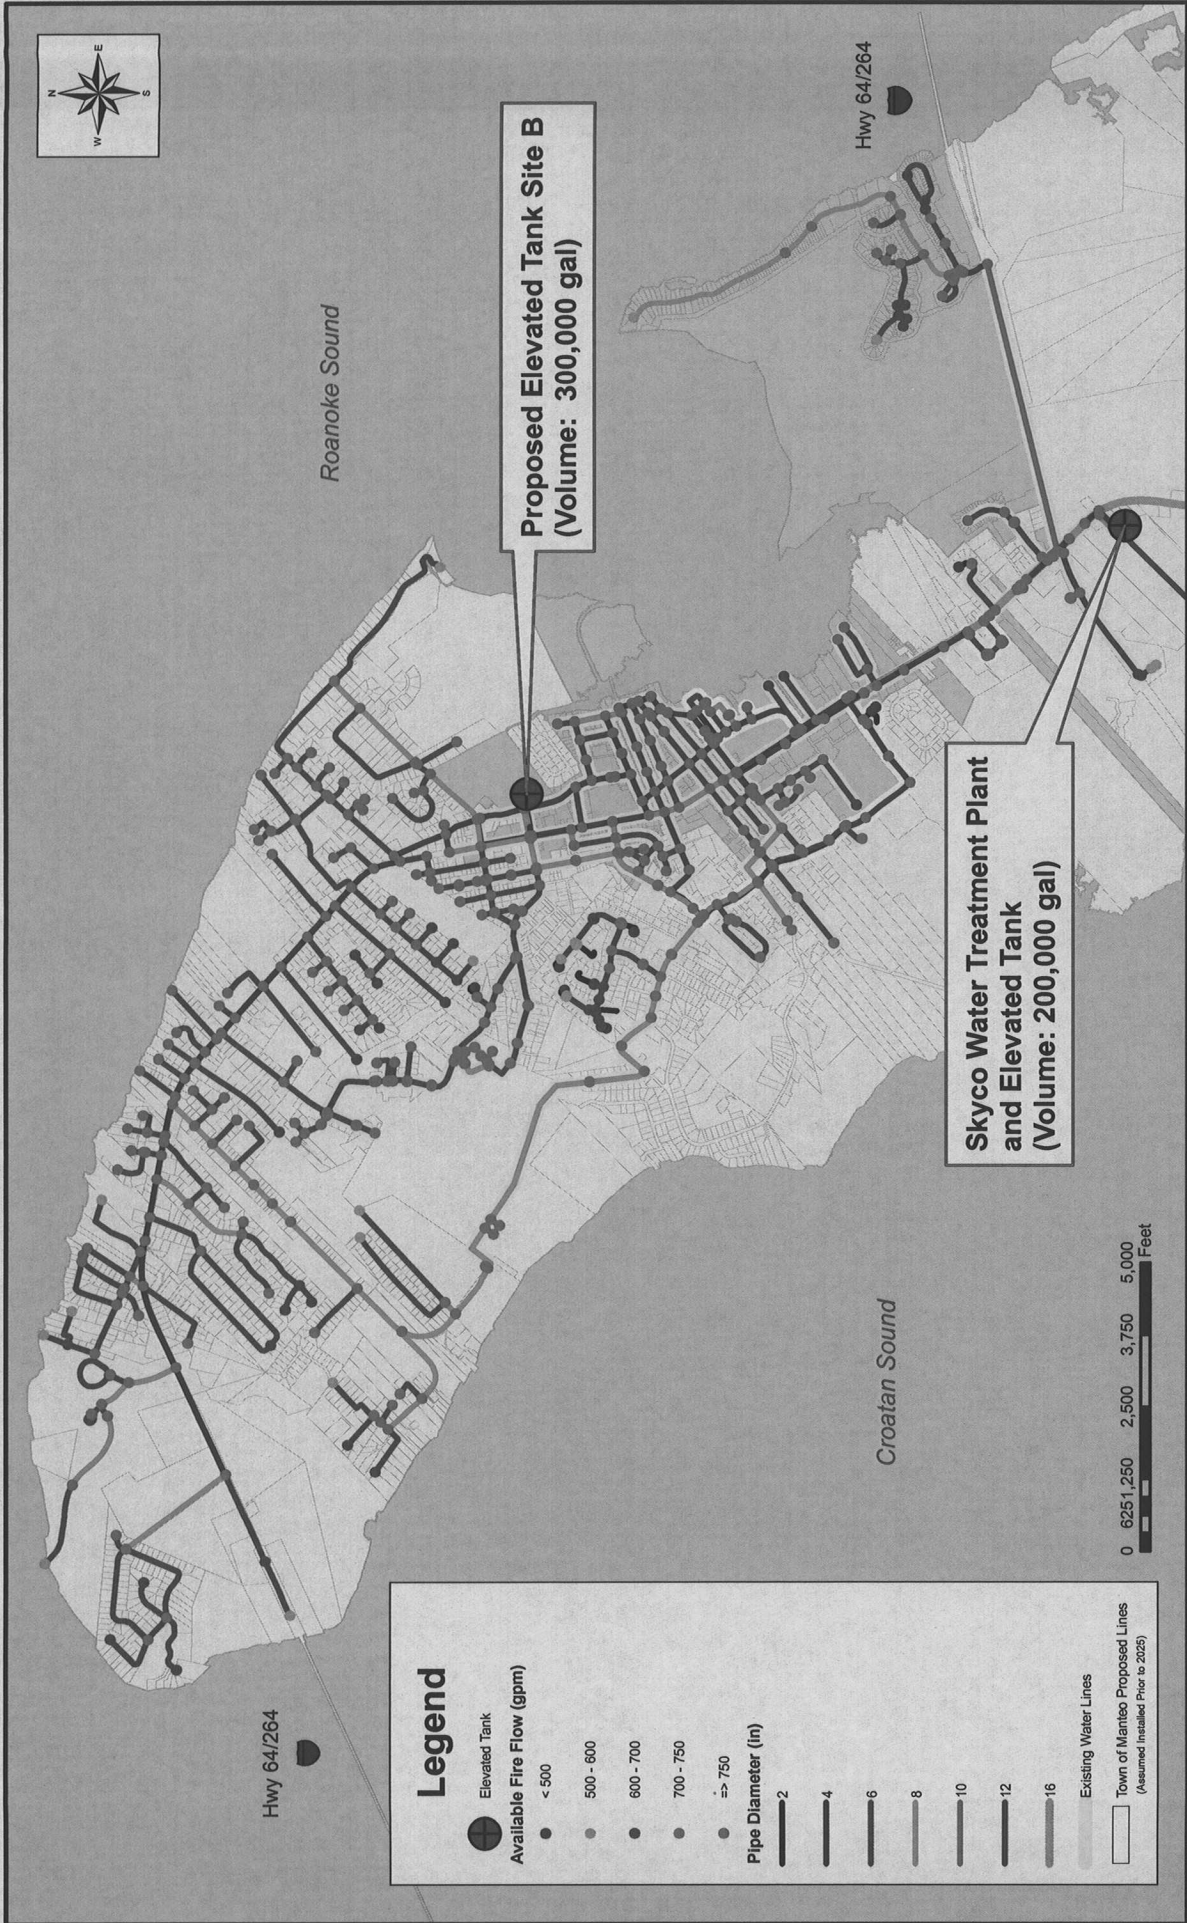 N
W
E
S
Hwy 64/264
Roanoke Sound
Proposed Elevated Tank Site B
(Volume: 300,000 gal)
Skyco Water Treatment Plant
and Elevated Tank
(Volume: 200,000 gal)
Croatan Sound
Hwy 64/264
0 625 1,250 2,500 3,750 5,000
Feet
Legend
Elevated Tank
Available Fire Flow (gpm)
< 500
500 - 600
600 - 700
700 - 750
=> 750
Pipe Diameter (in)
2
4
6
8
10
12
16
Existing Water Lines
Town of Manteo Proposed Lines
(Assumed Installed Prior to 2025)